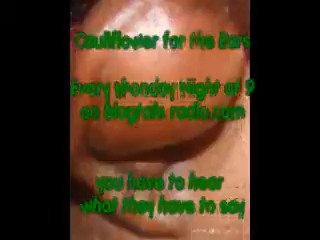 Cauliflower for the Ears
Every Monday Night at 9
on blogtalk radio.com
you have to hear
what they have to say